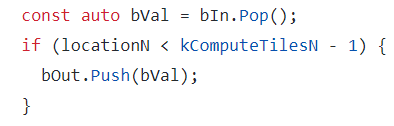 const auto bVal = bIn.Pop();
if (locationN < kComputeTilesN - 1) {
  bOut.Push(bVal);
}